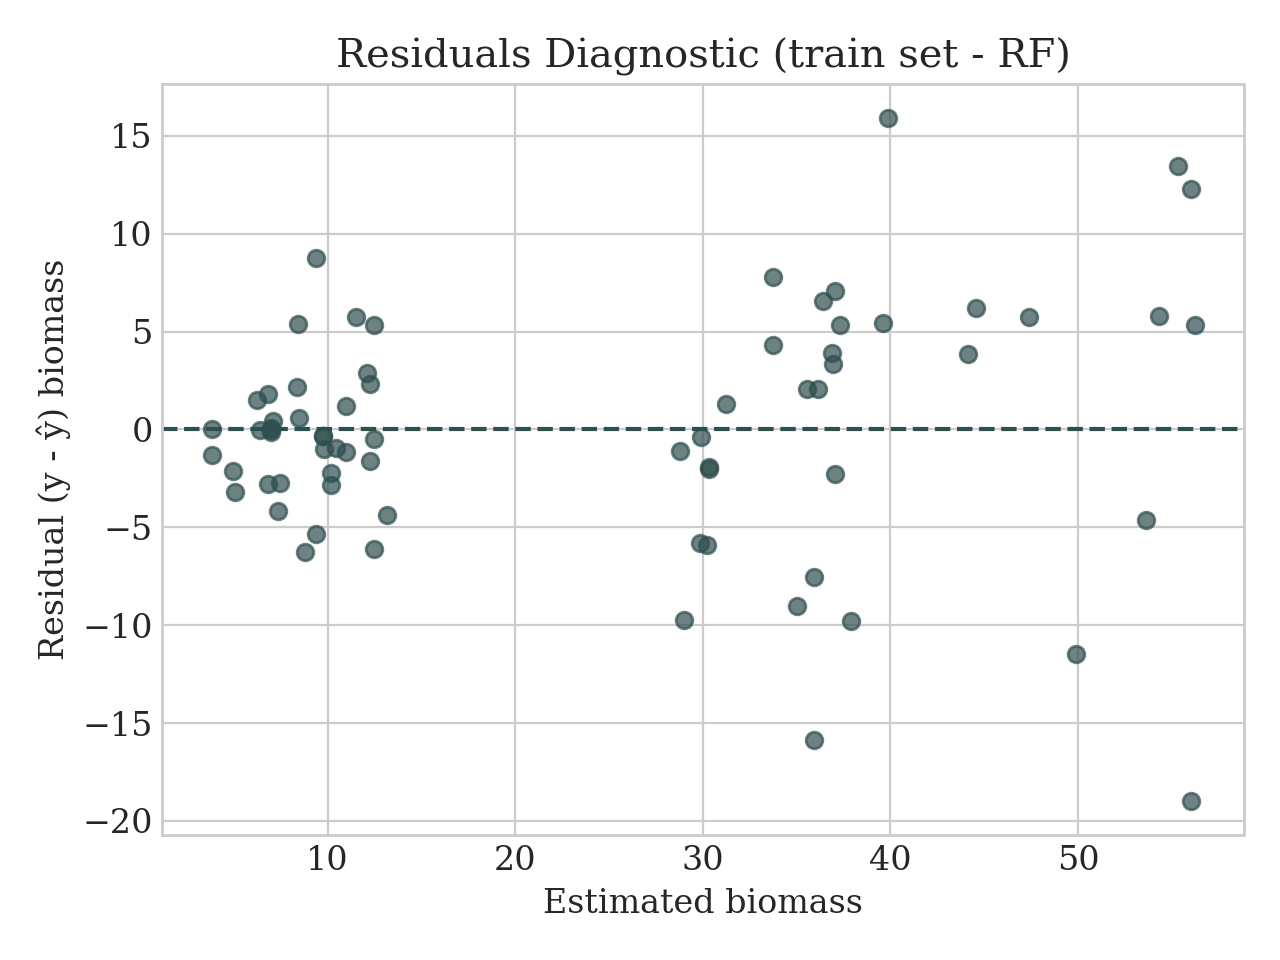 Residuals Diagnostic (train set - RF)
Residual (y - ŷ) biomass
15
10
5
0
−5
−10
−15
−20
10 20 30 40 50
Estimated biomass